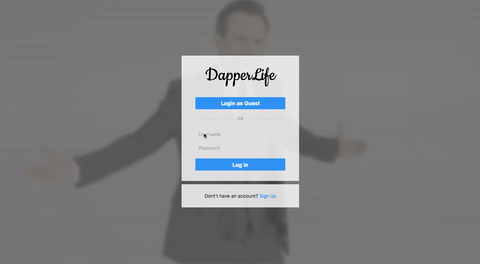 DapperLife
Login as Guest
OR
Username
Password
Log in
Don't have an account? Sign up